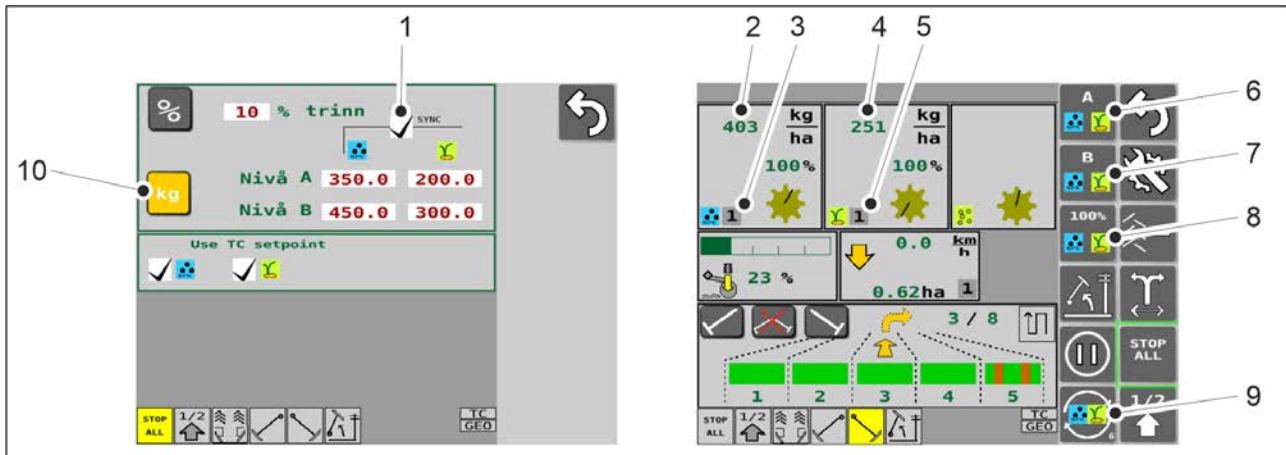 1
2
3
4
5
6
7
8
9
10
%
10 % trinn
SYNC
kg
Nivå A 350.0 200.0
Nivå B 450.0 300.0
Use TC setpoint
STOP ALL
1/2
TC
GEO
403 kg/ha
100%
1
251 kg/ha
100%
1
23 %
0.0 km/h
0.62ha 1
3 / 8
1 2 3 4 5
STOP ALL
1/2
TC
GEO
A
B
100%
STOP ALL
1/2
6